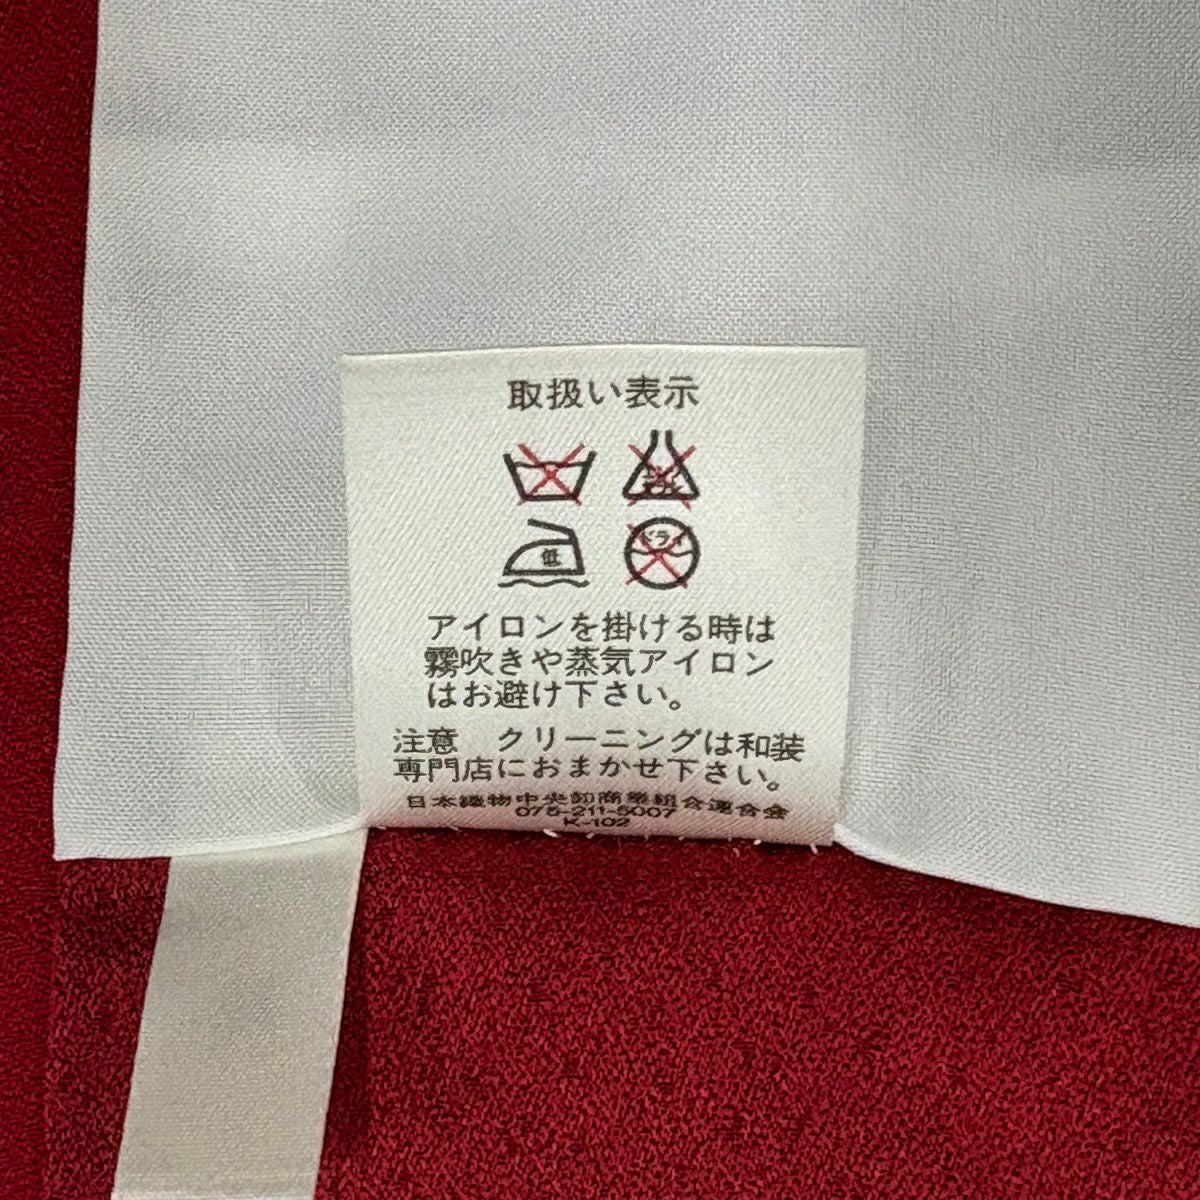 取扱い表示
低
ドライ
アイロンを掛ける時は
霧吹きや蒸気アイロン
はお避け下さい。
注意 クリーニングは和装
専門店におまかせ下さい。
日本織物中央卸商業組合連合会
075-211-5007
K-102